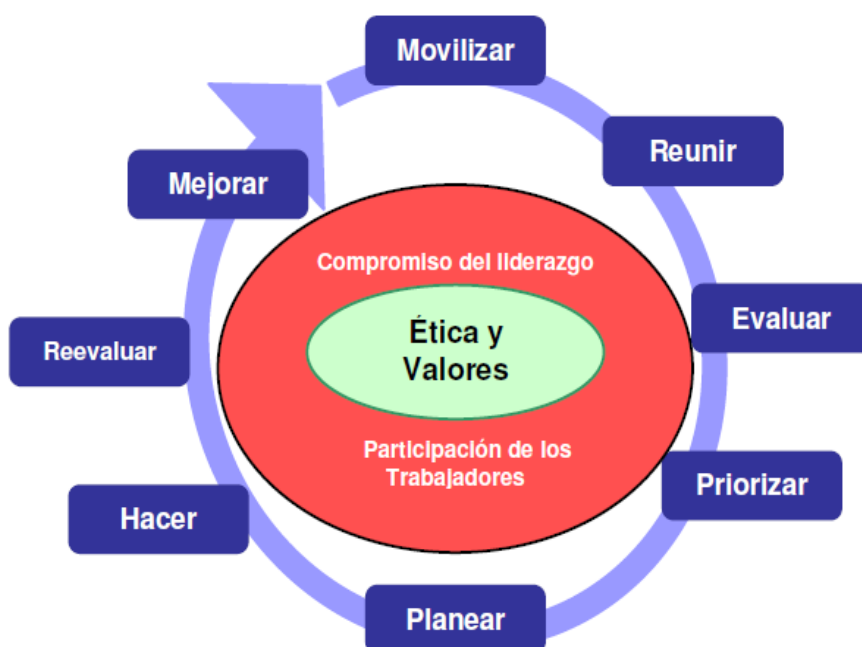 Movilizar
Reunir
Evaluar
Priorizar
Planear
Hacer
Reevaluar
Mejorar
Compromiso del liderazgo
Ética y
Valores
Participación de los
Trabajadores